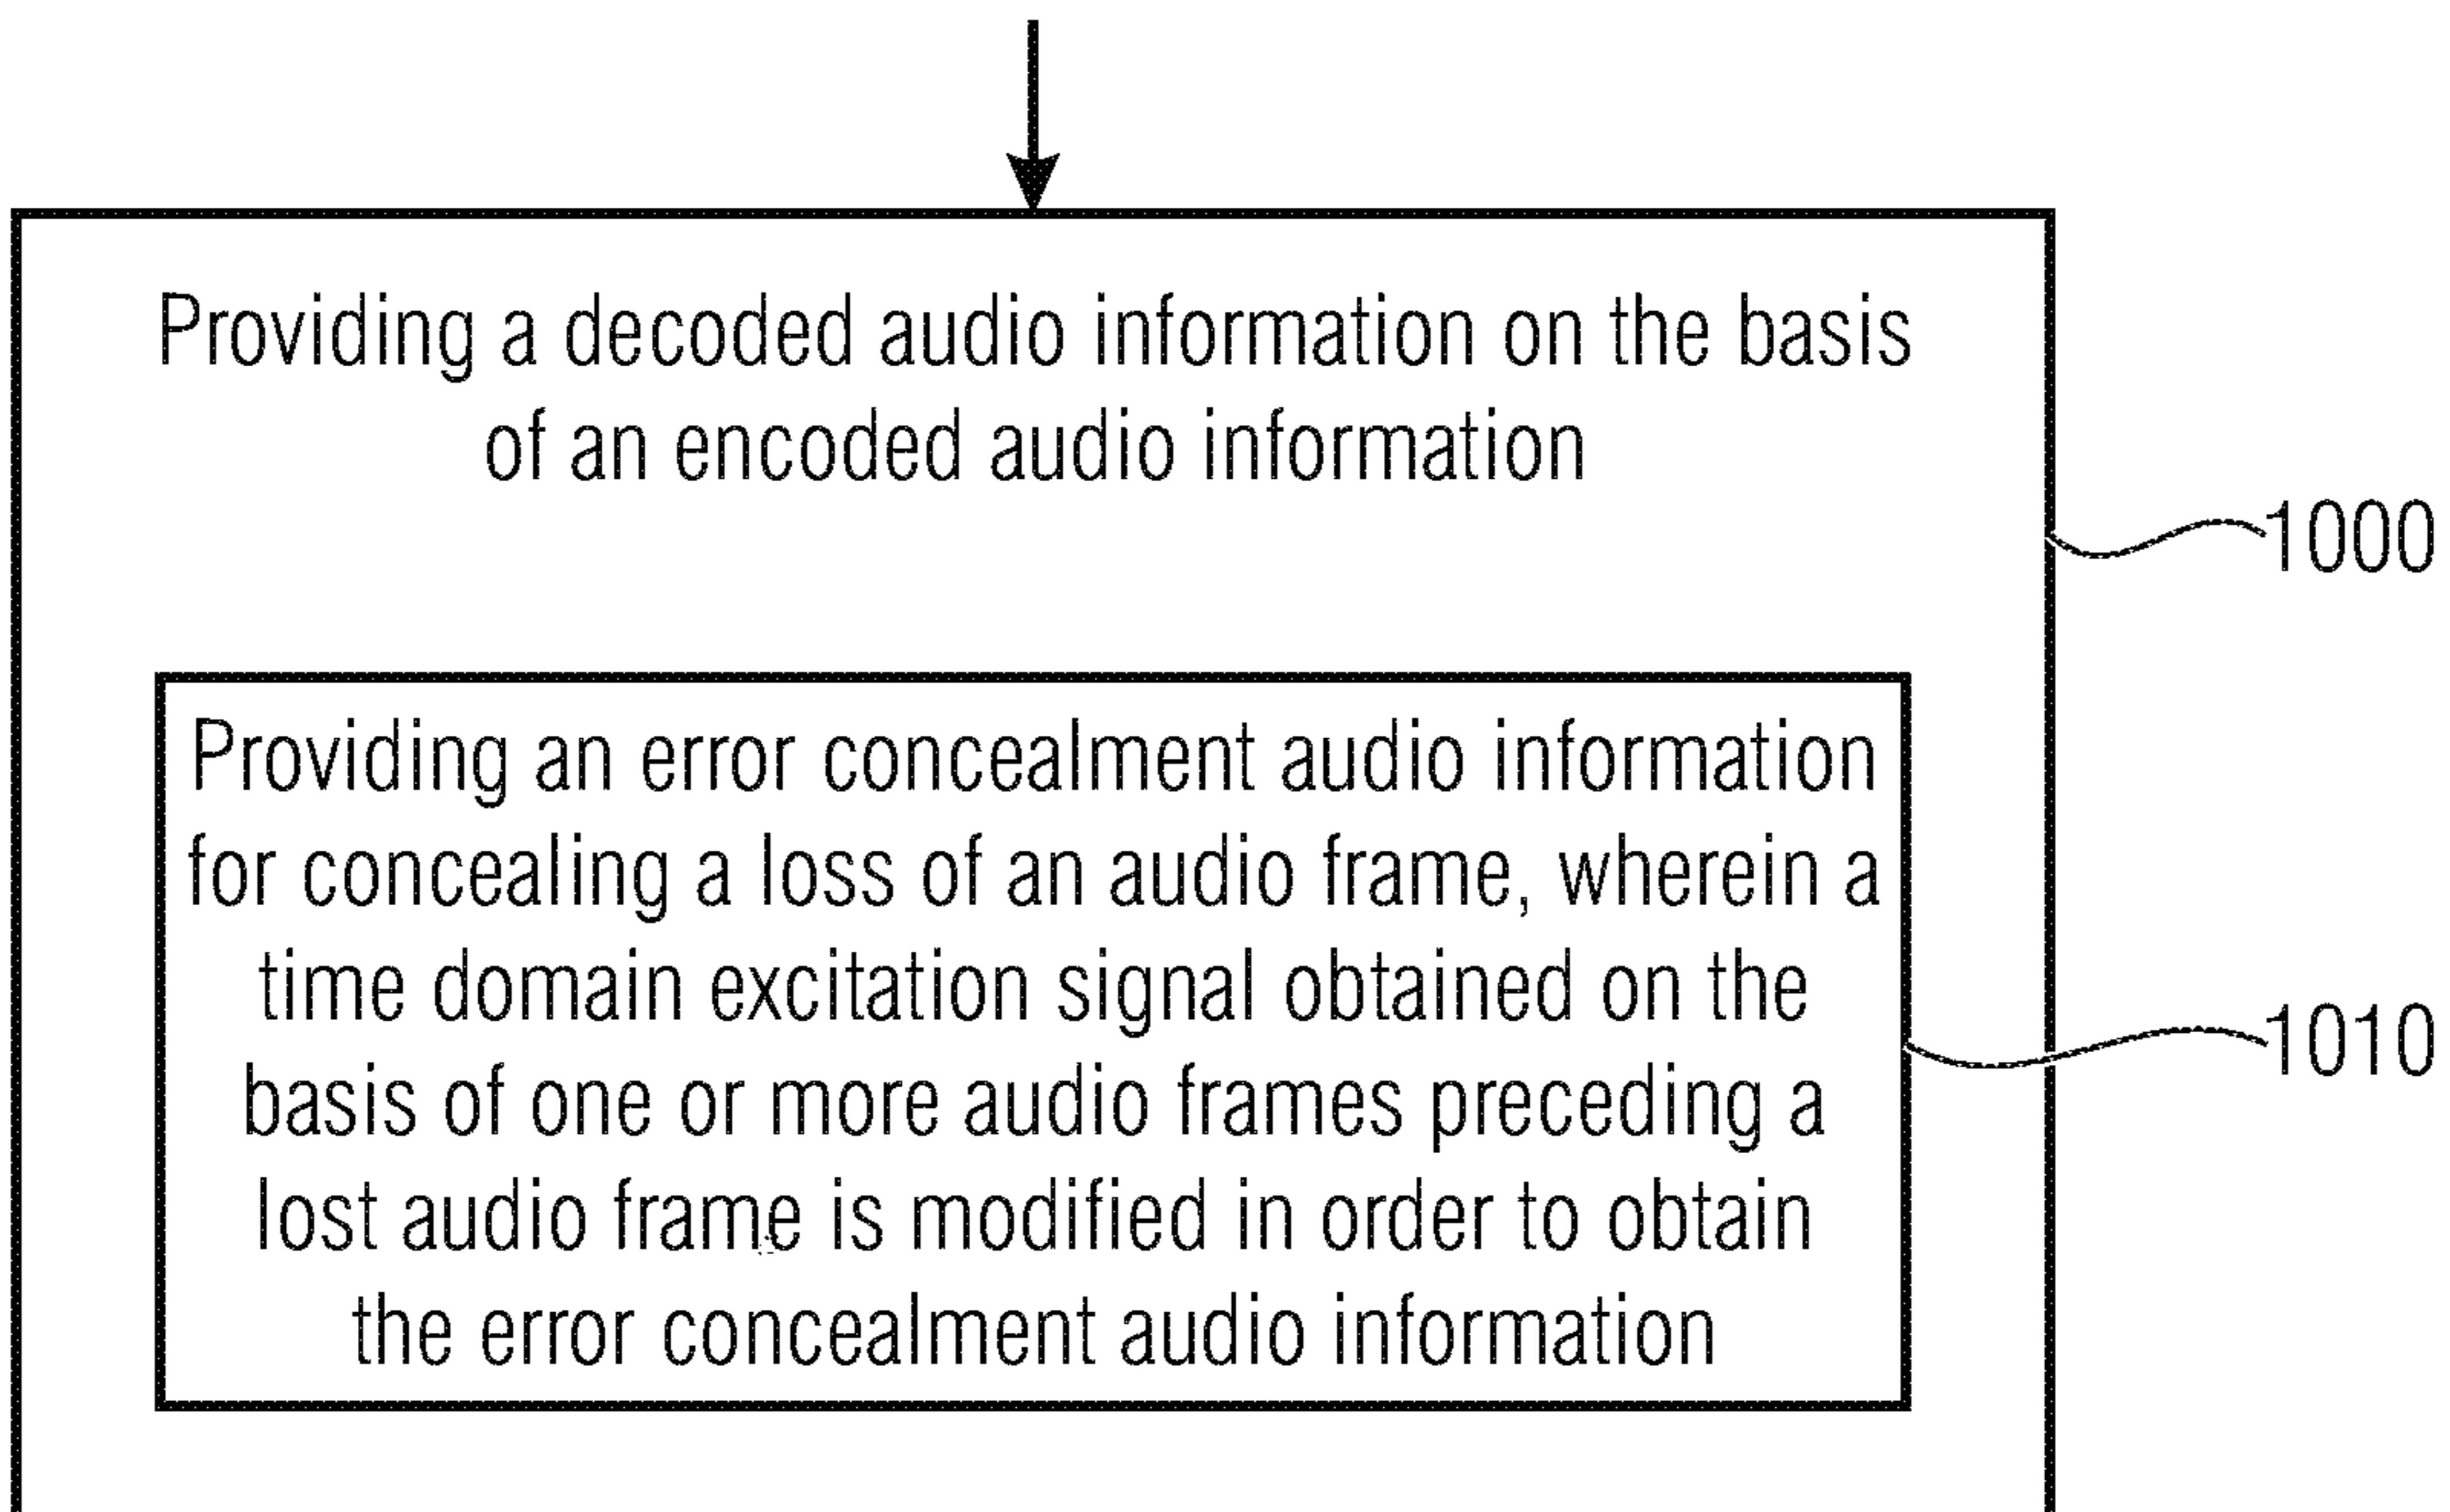 Providing a decoded audio information on the basis
of an encoded audio information
1000
Providing an error concealment audio information
for concealing a loss of an audio frame, wherein a
time domain excitation signal obtained on the
basis of one or more audio frames preceding a
lost audio frame is modified in order to obtain
the error concealment audio information
1010